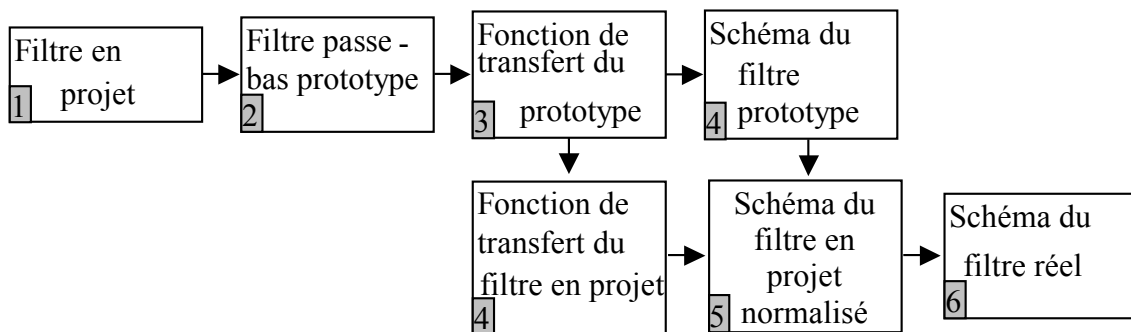 Filtre en
projet
1
Filtre passe -
bas prototype
2
Fonction de
transfert du
prototype
3
Schéma du
filtre
prototype
4
Fonction de
transfert du
filtre en projet
4
Schéma du
filtre en
projet
normalisé
5
Schéma du
filtre réel
6